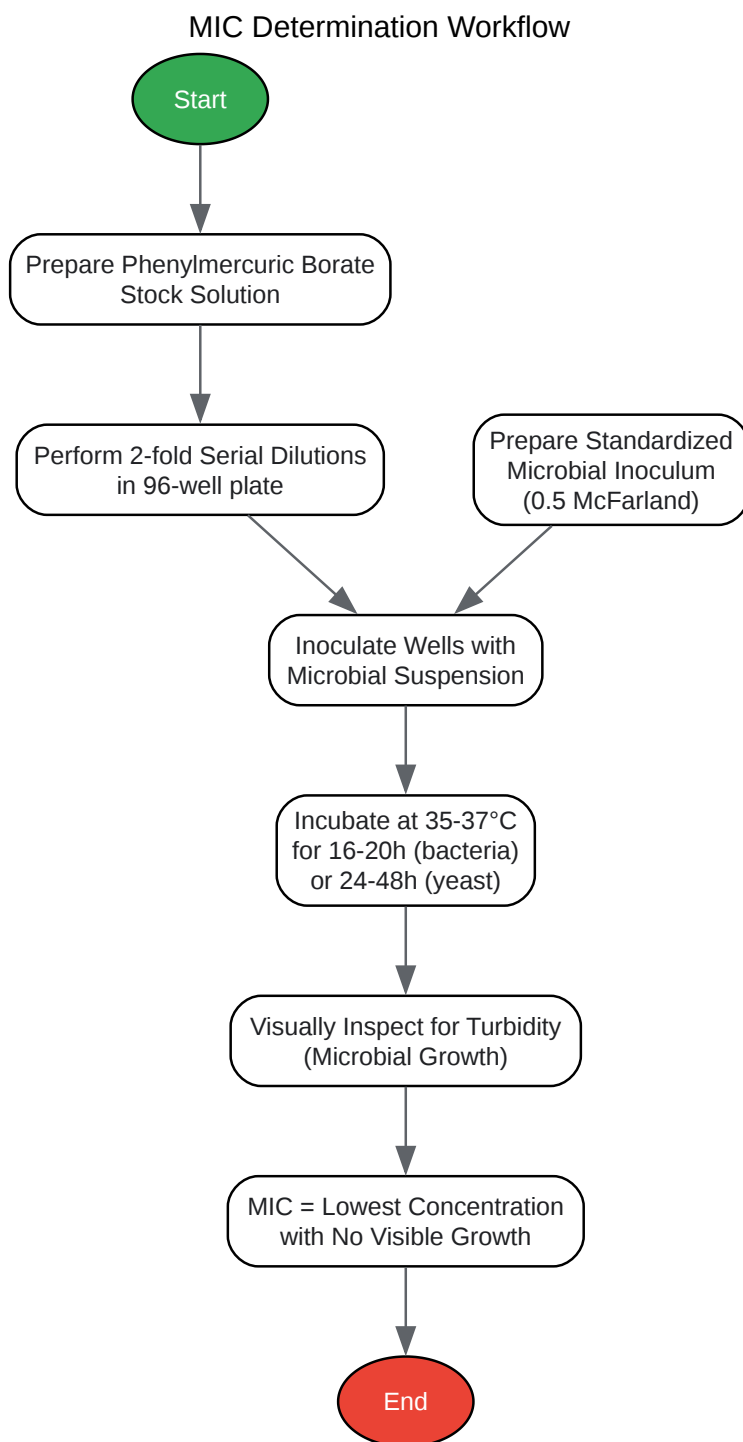 MIC Determination Workflow
Start
Prepare Phenylmercuric Borate
Stock Solution
Perform 2-fold Serial Dilutions
in 96-well plate
Prepare Standardized
Microbial Inoculum
(0.5 McFarland)
Inoculate Wells with
Microbial Suspension
Incubate at 35-37°C
for 16-20h (bacteria)
or 24-48h (yeast)
Visually Inspect for Turbidity
(Microbial Growth)
MIC = Lowest Concentration
with No Visible Growth
End